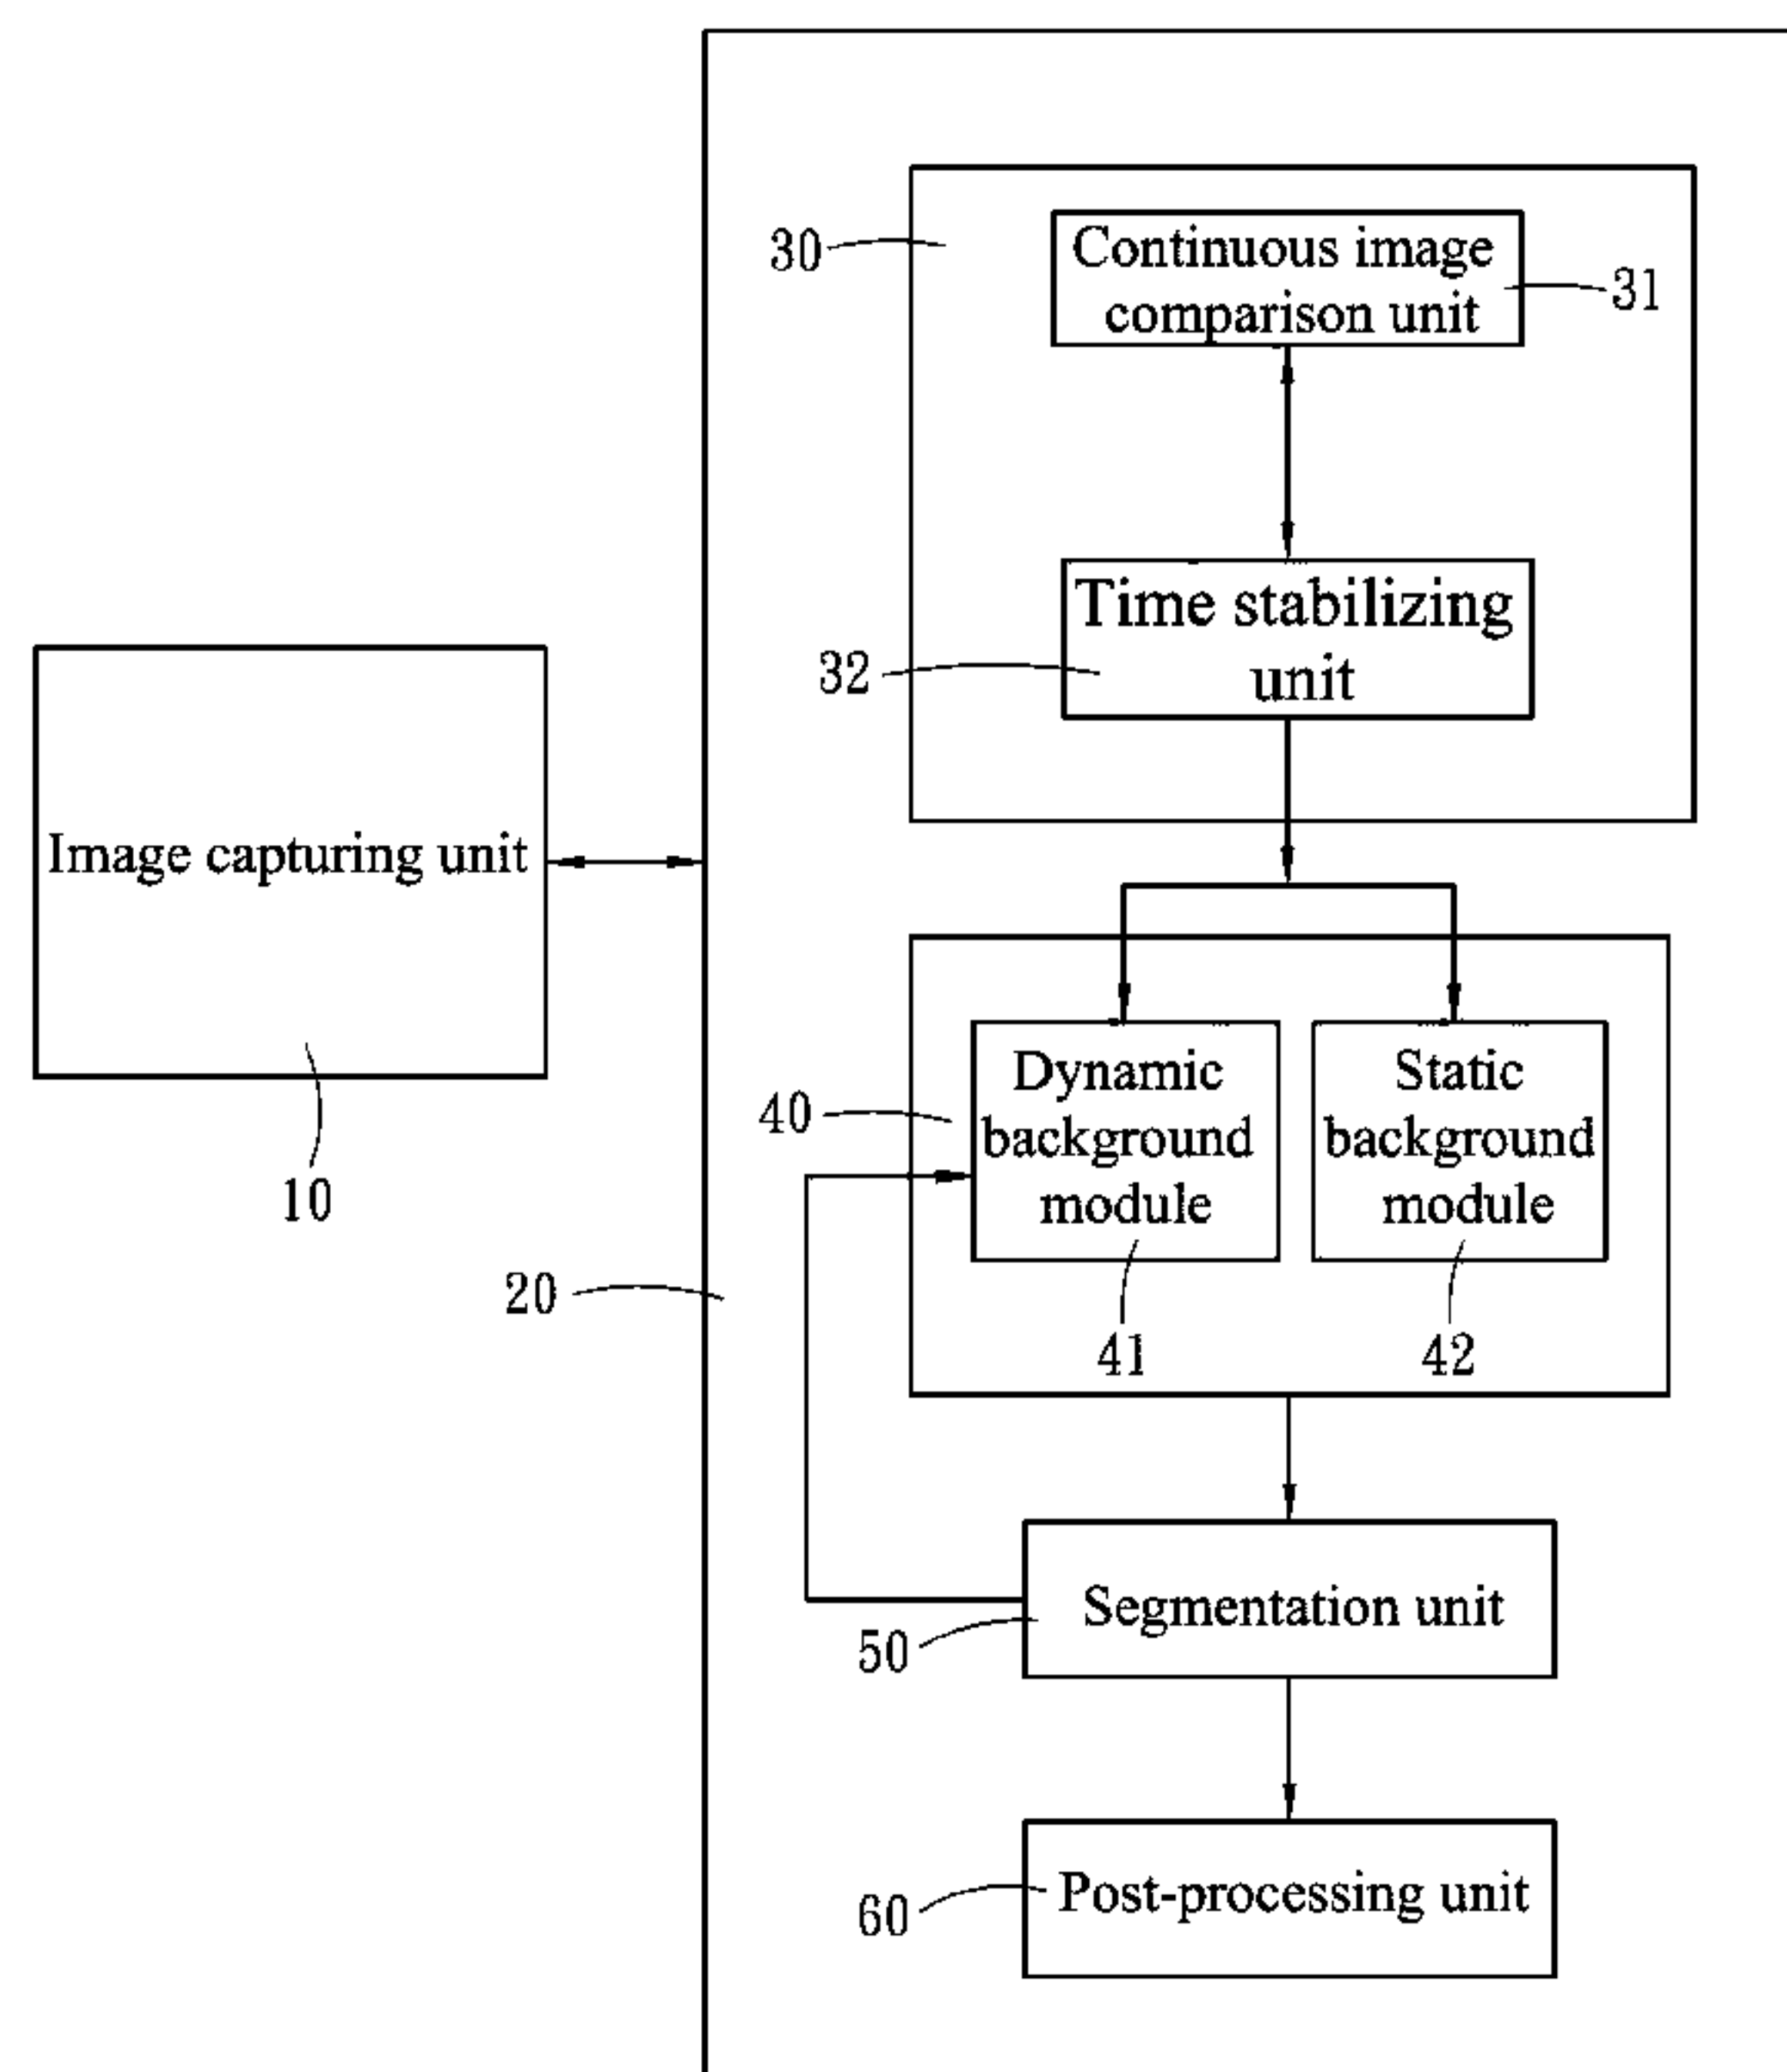 30
Continuous image
comparison unit
31
Time stabilizing
unit
32
Image capturing unit
10
20
40
Dynamic
background
module
41
Static
background
module
42
Segmentation unit
50
Post-processing unit
60